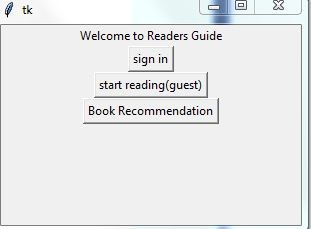 tk
Welcome to Readers Guide
sign in
start reading(guest)
Book Recommendation